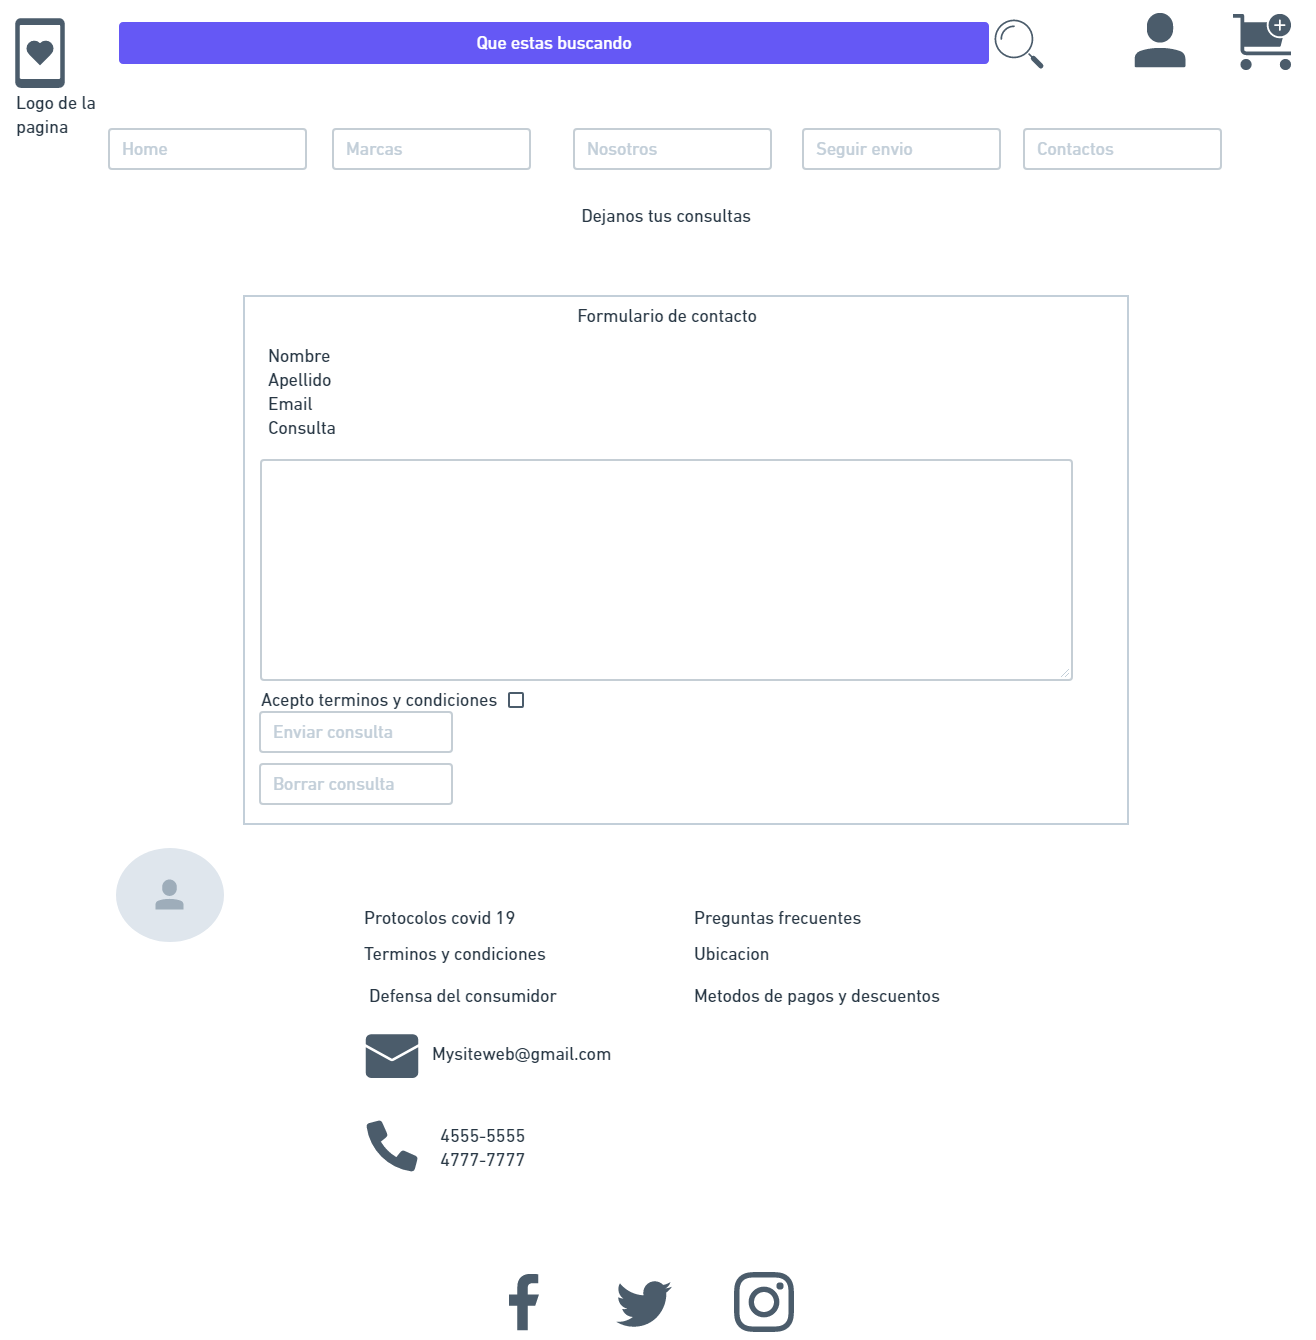 Que estas buscando
Logo de la
pagina
Home
Marcas
Nosotros
Seguir envio
Contactos
Dejanos tus consultas
Formulario de contacto
Nombre
Apellido
Email
Consulta
Acepto terminos y condiciones
Enviar consulta
Borrar consulta
Protocolos covid 19
Preguntas frecuentes
Terminos y condiciones
Ubicacion
Defensa del consumidor
Metodos de pagos y descuentos
Mysiteweb@gmail.com
4555-5555
4777-7777